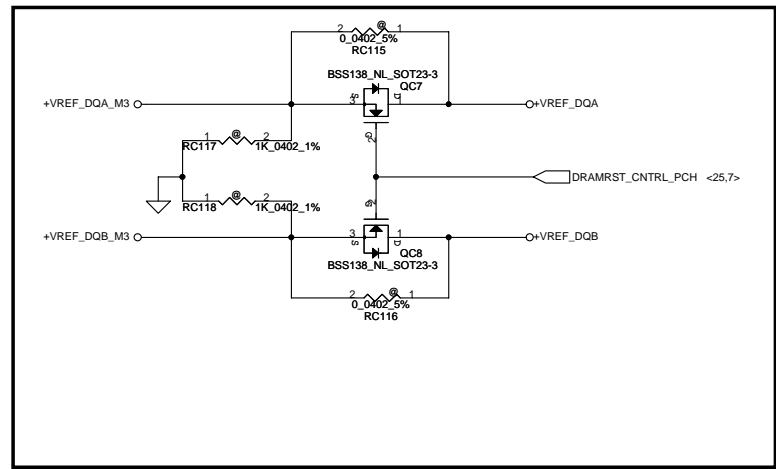 2 @ 1
0_0402_5%
RC115
BSS138_NL_SOT23-3
QC7
+VREF_DQA_M3
3 S
D 1
+VREF_DQA
G 2
1 @ 2
RC117 1K_0402_1%
DRAMRST_CNTRL_PCH <25,7>
1 @ 2
RC118 1K_0402_1%
G 2
+VREF_DQB_M3
3 S
D 1
+VREF_DQB
QC8
BSS138_NL_SOT23-3
2 @ 1
0_0402_5%
RC116